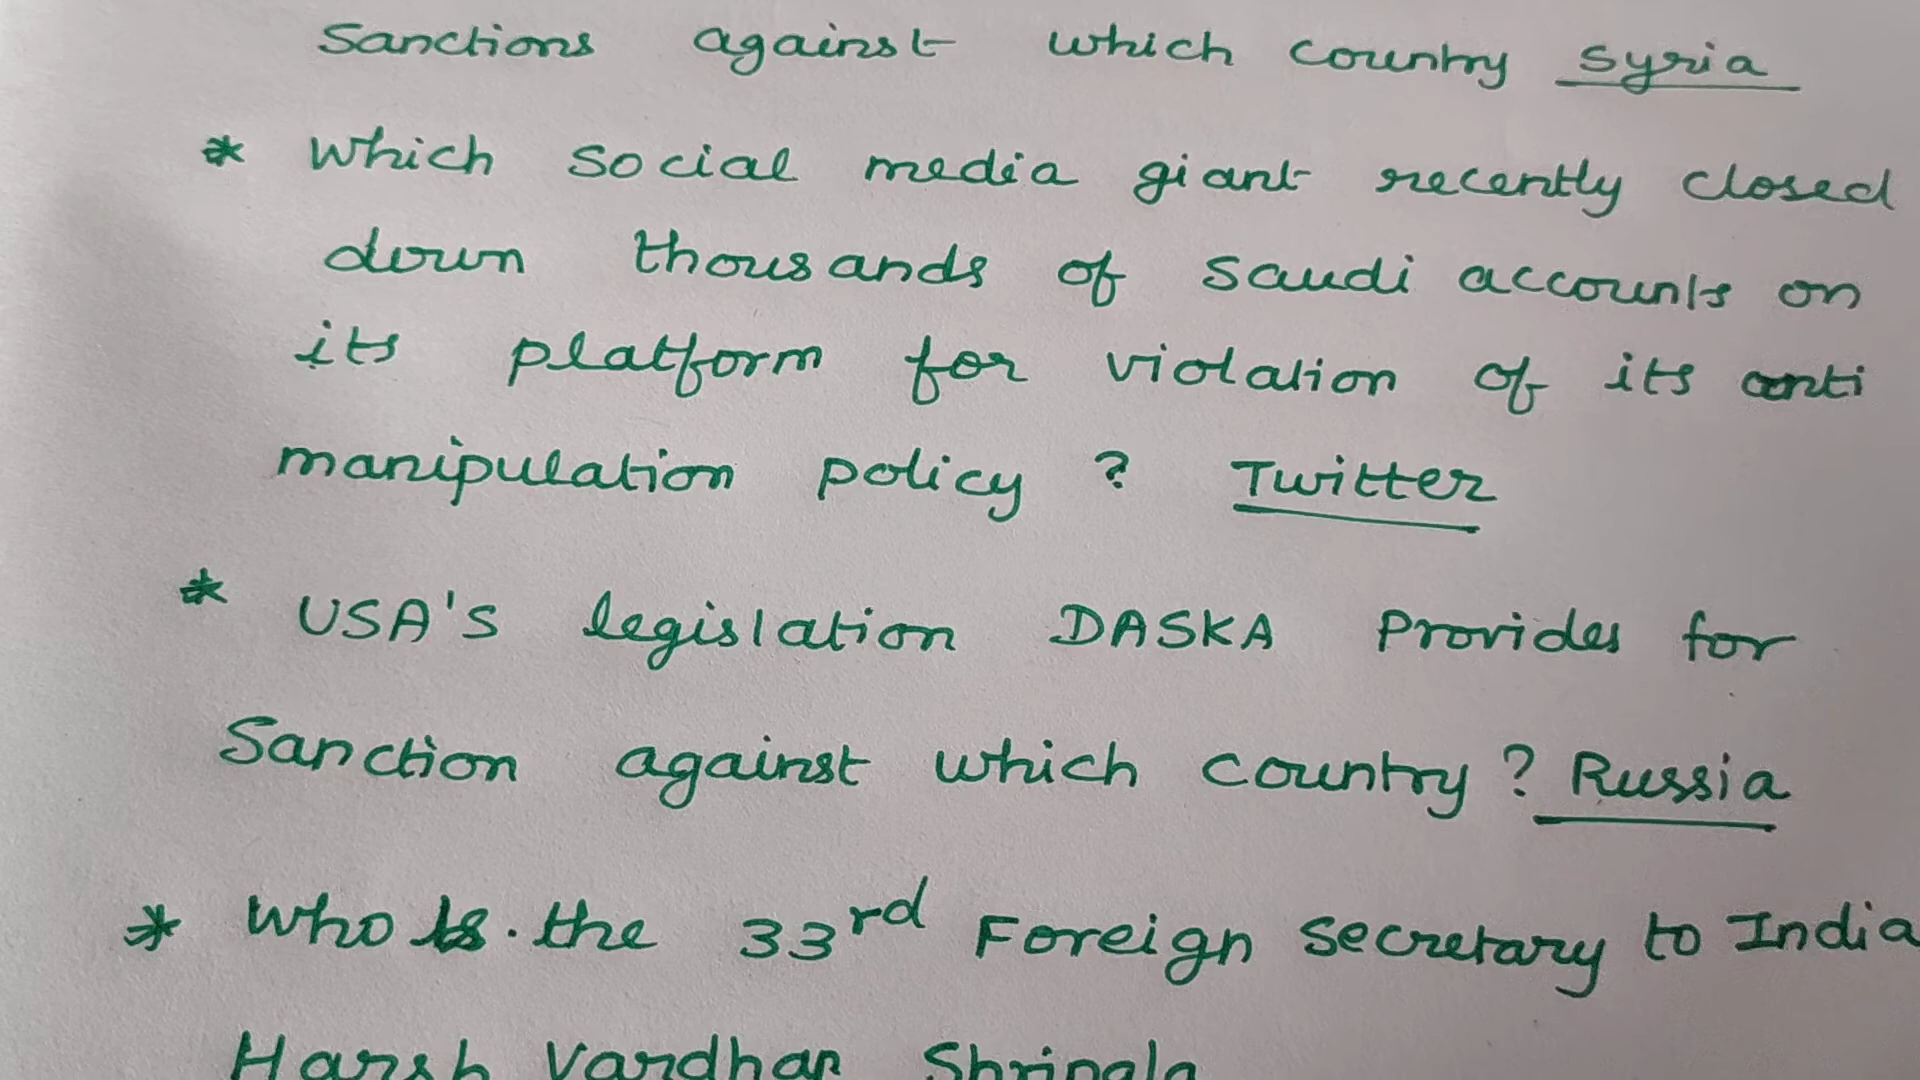 Sanctions against which country Syria
* Which social media giant recently closed
down thousands of Saudi accounts on
its platform for violation of its anti
manipulation policy ? Twitter
* USA's legislation DASKA Provides for
Sanction against which country ? Russia
* Who is the 33rd Foreign Secretary to India
Harsh Vardhan Shringla